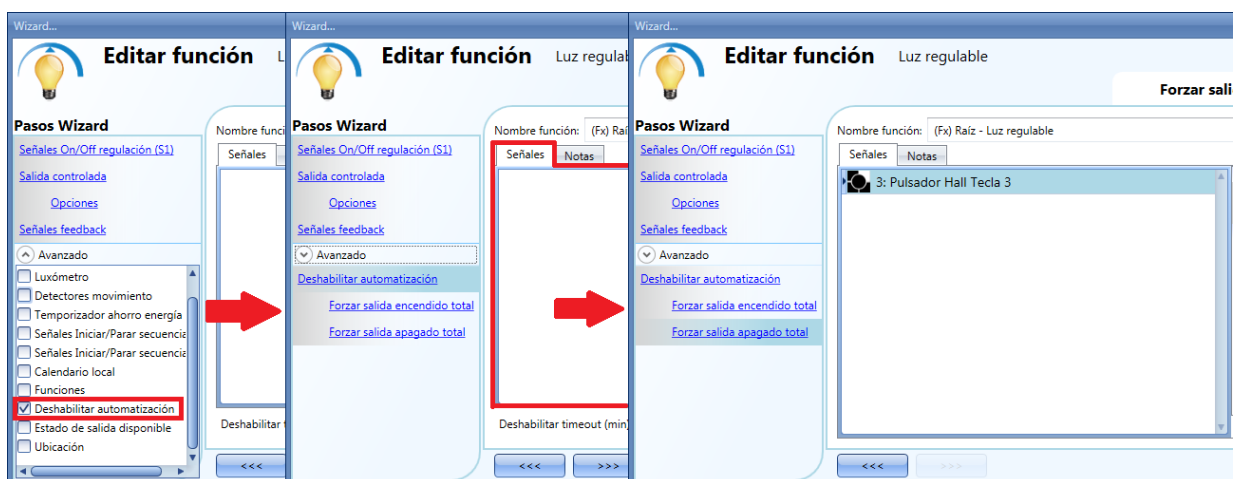 Wizard...
Editar función L
Pasos Wizard
Señales On/Off regulación (S1)
Salida controlada
Opciones
Señales feedback
Avanzado
Luxómetro
Detectores movimiento
Temporizador ahorro energía
Señales Iniciar/Parar secuencia
Señales Iniciar/Parar secuencia
Calendario local
Funciones
Deshabilitar automatización
Estado de salida disponible
Ubicación
Nombre funci
Señales
Deshabilitar t
<<<
Wizard...
Editar función Luz regulab
Pasos Wizard
Señales On/Off regulación (S1)
Salida controlada
Opciones
Señales feedback
Avanzado
Deshabilitar automatización
Forzar salida encendido total
Forzar salida apagado total
Nombre función: (Fx) Raí
Señales Notas
Deshabilitar timeout (min)
<<< >>>
Wizard...
Editar función Luz regulable
Forzar sali
Pasos Wizard
Señales On/Off regulación (S1)
Salida controlada
Opciones
Señales feedback
Avanzado
Deshabilitar automatización
Forzar salida encendido total
Forzar salida apagado total
Nombre función: (Fx) Raíz - Luz regulable
Señales Notas
3: Pulsador Hall Tecla 3
<<< >>>